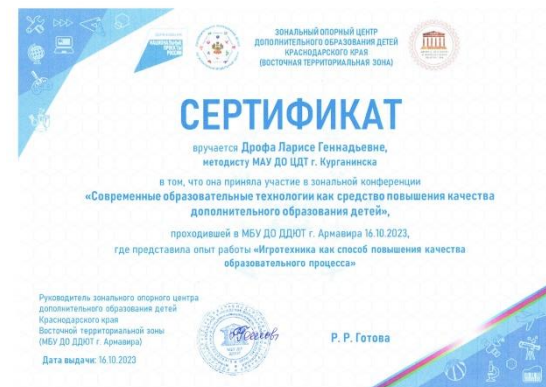 НАЦИОНАЛЬНЫЕ
ПРОЕКТЫ
РОССИИ
ЗОНАЛЬНЫЙ ОПОРНЫЙ ЦЕНТР
ДОПОЛНИТЕЛЬНОГО ОБРАЗОВАНИЯ ДЕТЕЙ
КРАСНОДАРСКОГО КРАЯ
(ВОСТОЧНАЯ ТЕРРИТОРИАЛЬНАЯ ЗОНА)
СЕРТИФИКАТ
вручается Дрофа Ларисе Геннадьевне,
методисту МАУ ДО ЦДТ г. Курганинска
в том, что она приняла участие в зональной конференции
«Современные образовательные технологии как средство повышения качества
дополнительного образования детей»,
проходившей в МБУ ДО ДДЮТ г. Армавира 16.10.2023,
где представила опыт работы «Игротехника как способ повышения качества
образовательного процесса»
Руководитель зонального опорного центра
дополнительного образования детей
Краснодарского края
Восточной территориальной зоны
(МБУ ДО ДДЮТ г. Армавира)
Р. Р. Готова
Дата выдачи: 16.10.2023